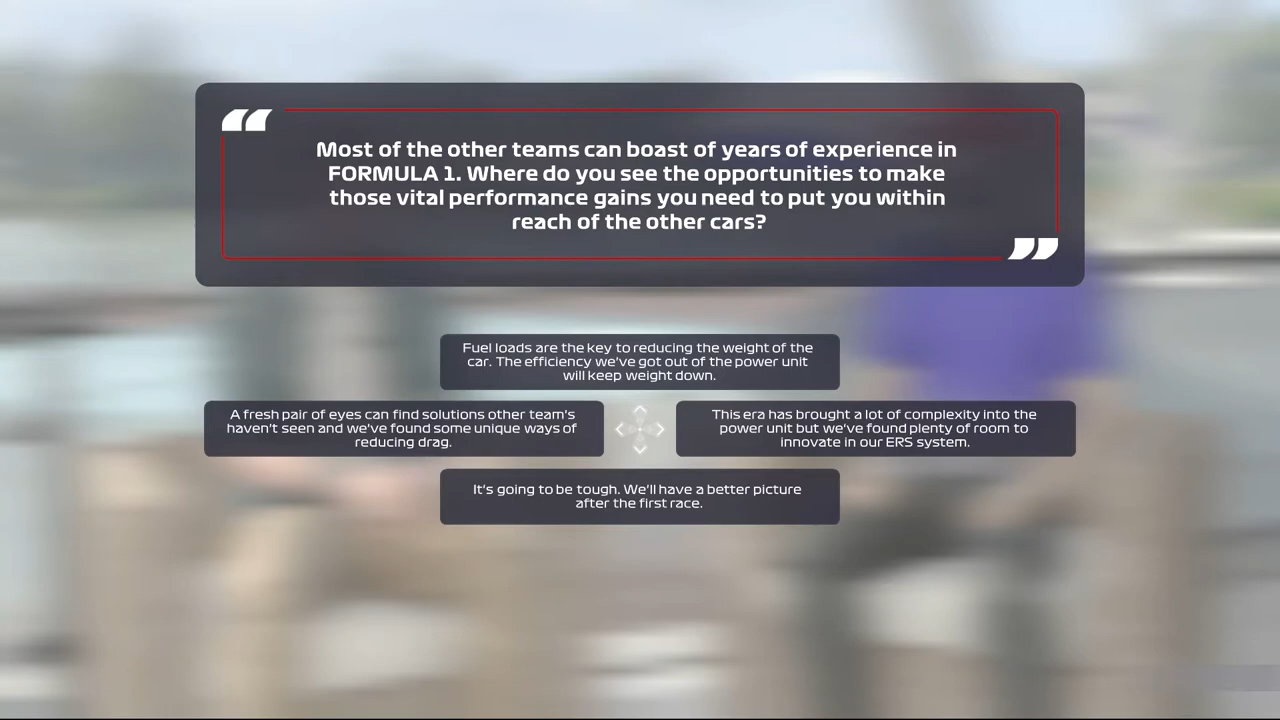 Most of the other teams can boast of years of experience in
FORMULA 1. Where do you see the opportunities to make
those vital performance gains you need to put you within
reach of the other cars?
Fuel loads are the key to reducing the weight of the
car. The efficiency we've got out of the power unit
will keep weight down.
A fresh pair of eyes can find solutions other team's
haven't seen and we've found some unique ways of
reducing drag.
This era has brought a lot of complexity into the
power unit but we've found plenty of room to
innovate in our ERS system.
It's going to be tough. We'll have a better picture
after the first race.